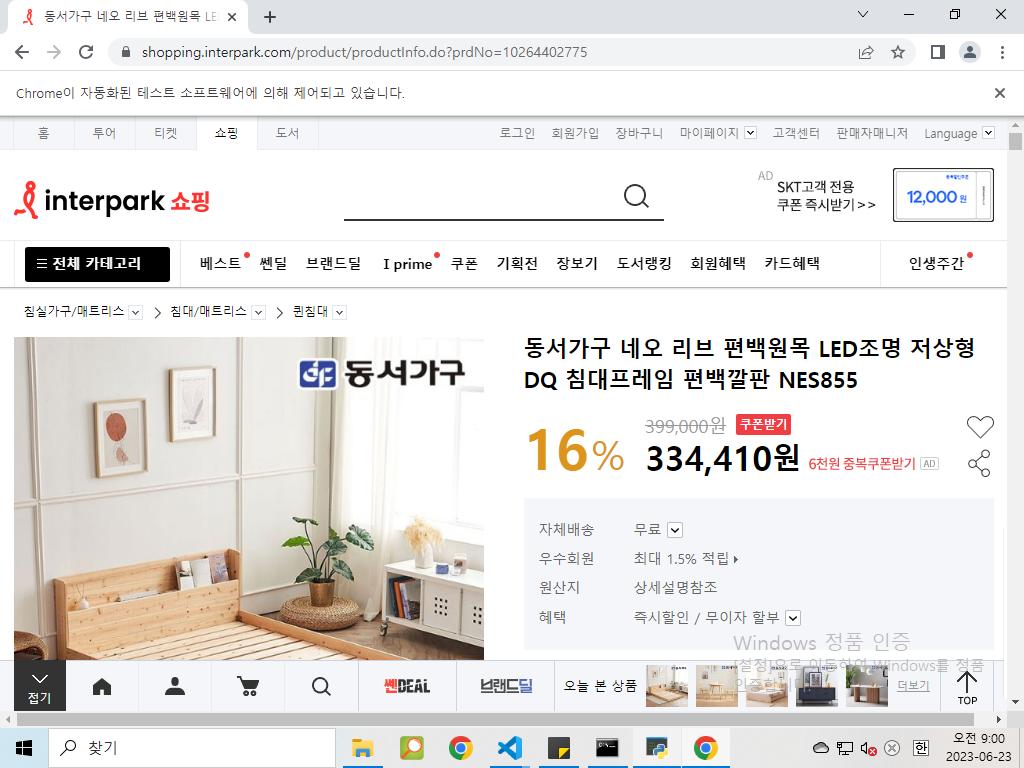 동서가구 네오 리브 편백원목 LE
shopping.interpark.com/product/productInfo.do?prdNo=10264402775
Chrome이 자동화된 테스트 소프트웨어에 의해 제어되고 있습니다.
홈 투어 티켓 쇼핑 도서 로그인 회원가입 장바구니 마이페이지 고객센터 판매자매니저 Language
interpark 쇼핑
AD SKT고객 전용
쿠폰 즉시받기 >>
12,000 원
전체 카테고리 베스트 쎈딜 브랜드딜 I prime 쿠폰 기획전 장보기 도서랭킹 회원혜택 카드혜택 인생주간
침실가구/매트리스 침대/매트리스 퀸침대
동서가구
동서가구 네오 리브 편백원목 LED조명 저상형
DQ 침대프레임 편백깔판 NES855
399,000원 쿠폰받기
16% 334,410원 6천원 중복쿠폰받기 AD
자체배송 무료
우수회원 최대 1.5% 적립
원산지 상세설명참조
혜택 즉시할인 / 무이자 할부
Windows 정품 인증
[설정]으로 이동하여 Windows를 정품
인증합니다.
접기 쎈DEAL 브랜드딜 오늘 본 상품 더보기 TOP
찾기
한
오전 9:00
2023-06-23